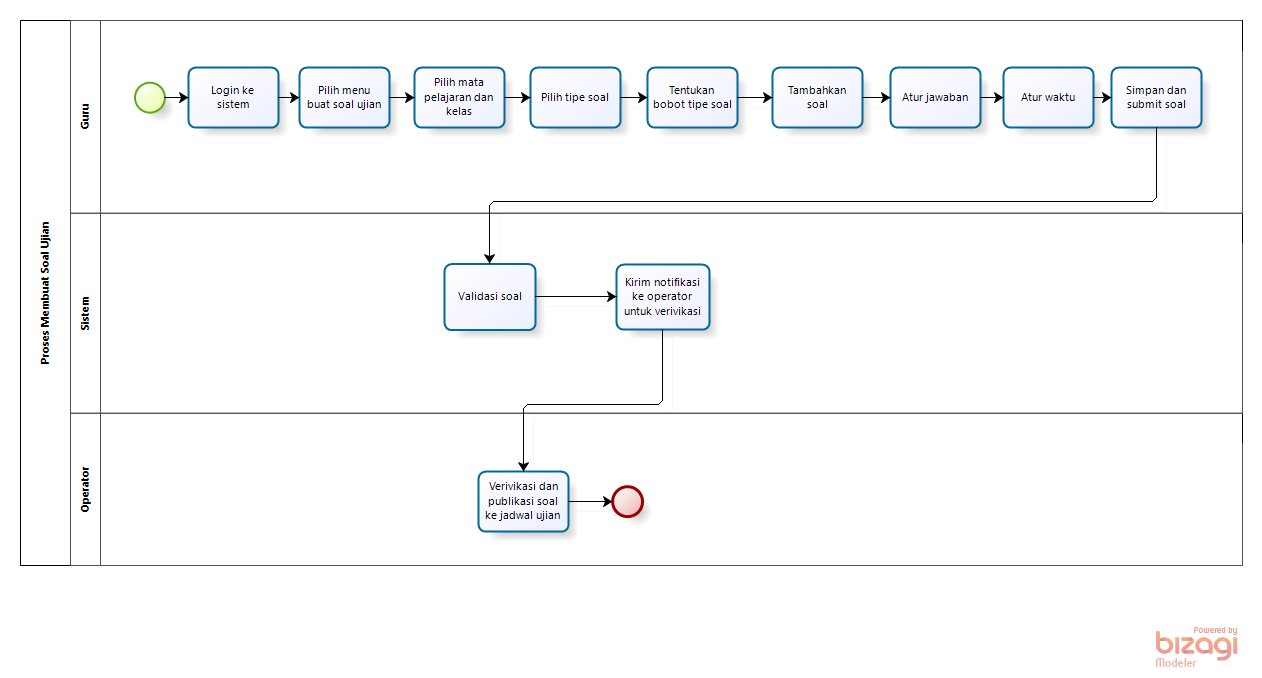 Proses Membuat Soal Ujian
Guru
Login ke
sistem
Pilih menu
buat soal ujian
Pilih mata
pelajaran dan
kelas
Pilih tipe soal
Tentukan
bobot tipe soal
Tambahkan
soal
Atur jawaban
Atur waktu
Simpan dan
submit soal
Sistem
Validasi soal
Kirim notifikasi
ke operator
untuk verivikasi
Operator
Verivikasi dan
publikasi soal
ke jadwal ujian
Powered by
bizagi
Modeler